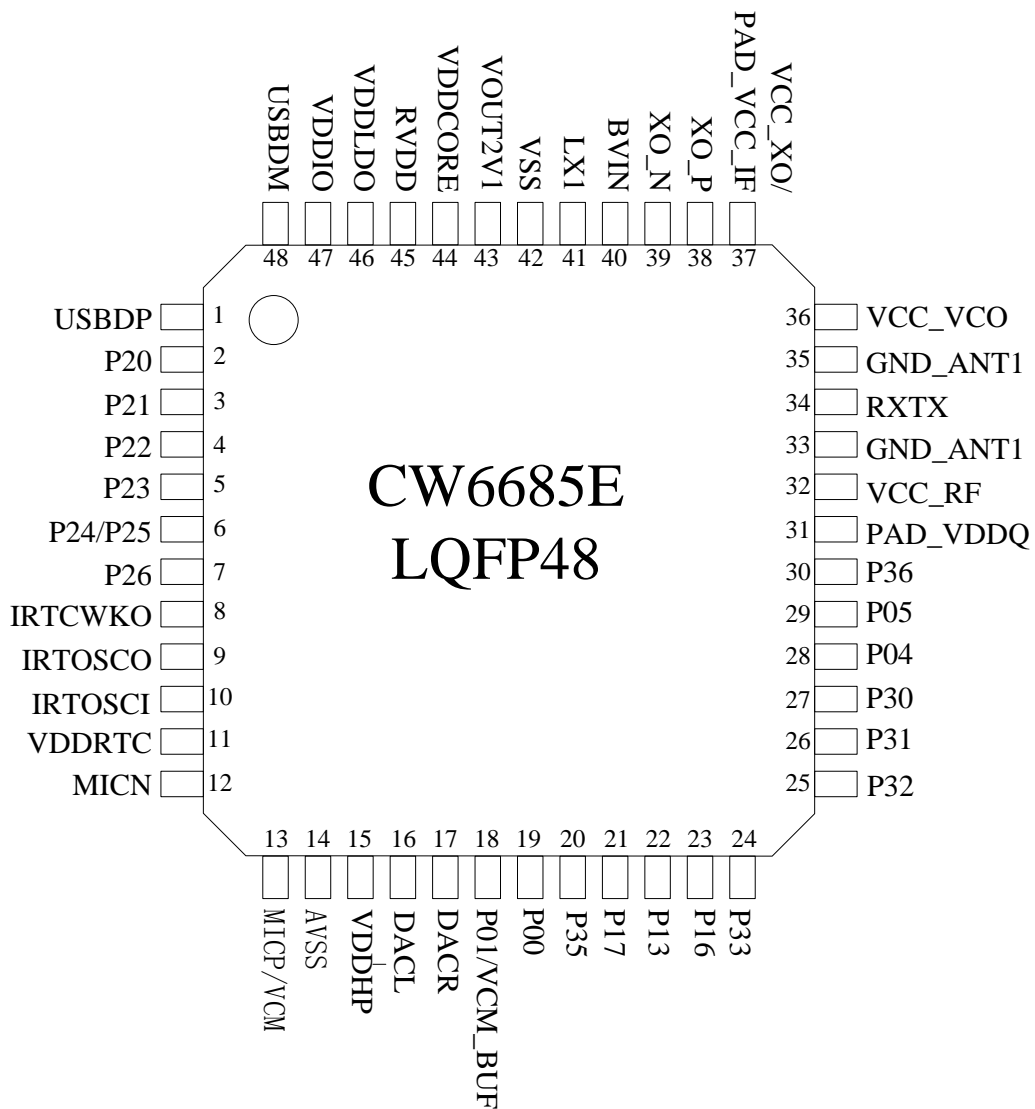 USBDM
VDDIO
VDDLDO
RVDD
VDDCORE
VOUT2V1
VSS
LX1
BVIN
XO_N
XO_P
VCC_XO/
PAD_VCC_IF
48 47 46 45 44 43 42 41 40 39 38 37
USBDP 1
P20 2
P21 3
P22 4
P23 5
P24/P25 6
P26 7
IRTCWKO 8
IRTOSCO 9
IRTOSCI 10
VDDRTC 11
MICN 12
CW6685E
LQFP48
36 VCC_VCO
35 GND_ANT1
34 RXTX
33 GND_ANT1
32 VCC_RF
31 PAD_VDDQ
30 P36
29 P05
28 P04
27 P30
26 P31
25 P32
13 14 15 16 17 18 19 20 21 22 23 24
MICP/VCM
AVSS
VDDHP
DACL
DACR
P01/VCM_BUF
P00
P35
P17
P13
P16
P33